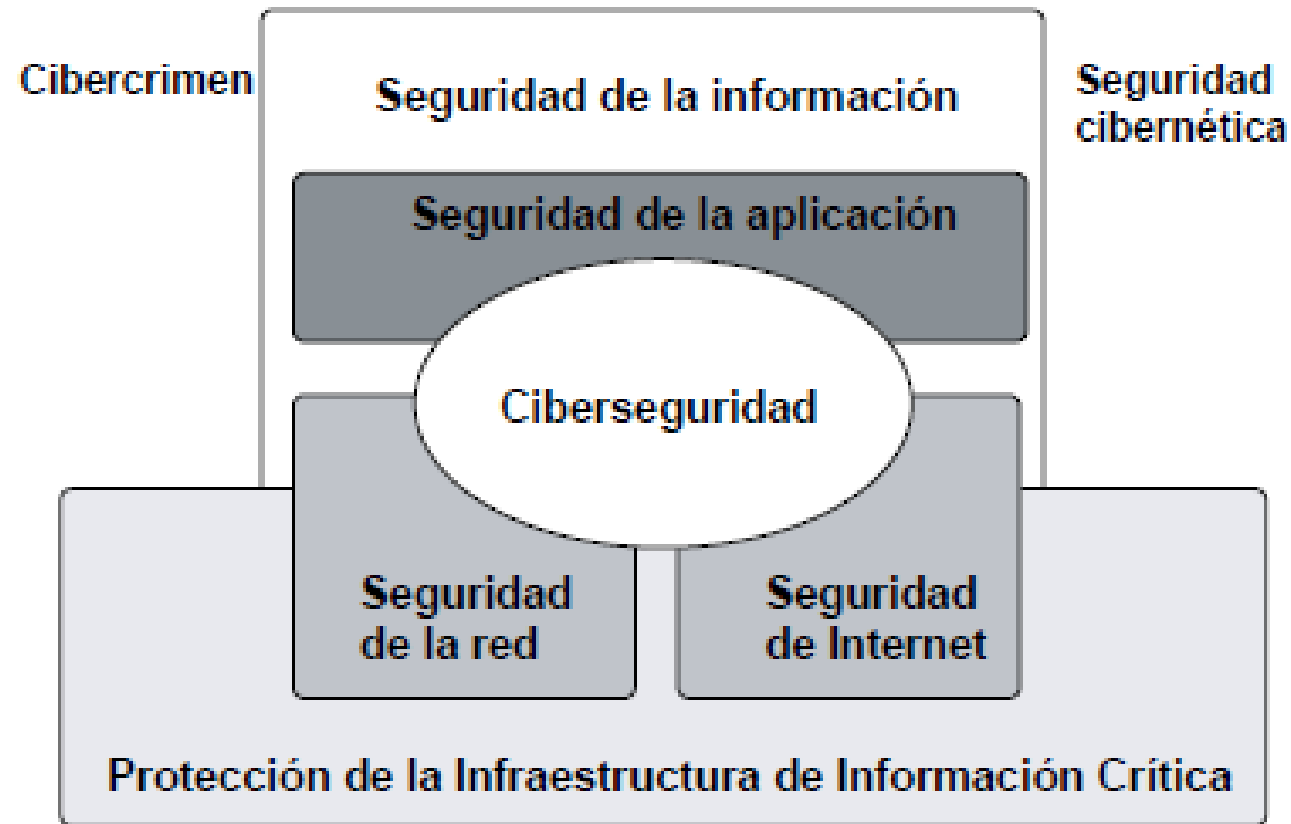 Cibercrimen
Seguridad de la información
Seguridad
cibernética
Seguridad de la aplicación
Ciberseguridad
Seguridad
de la red
Seguridad
de Internet
Protección de la Infraestructura de Información Crítica